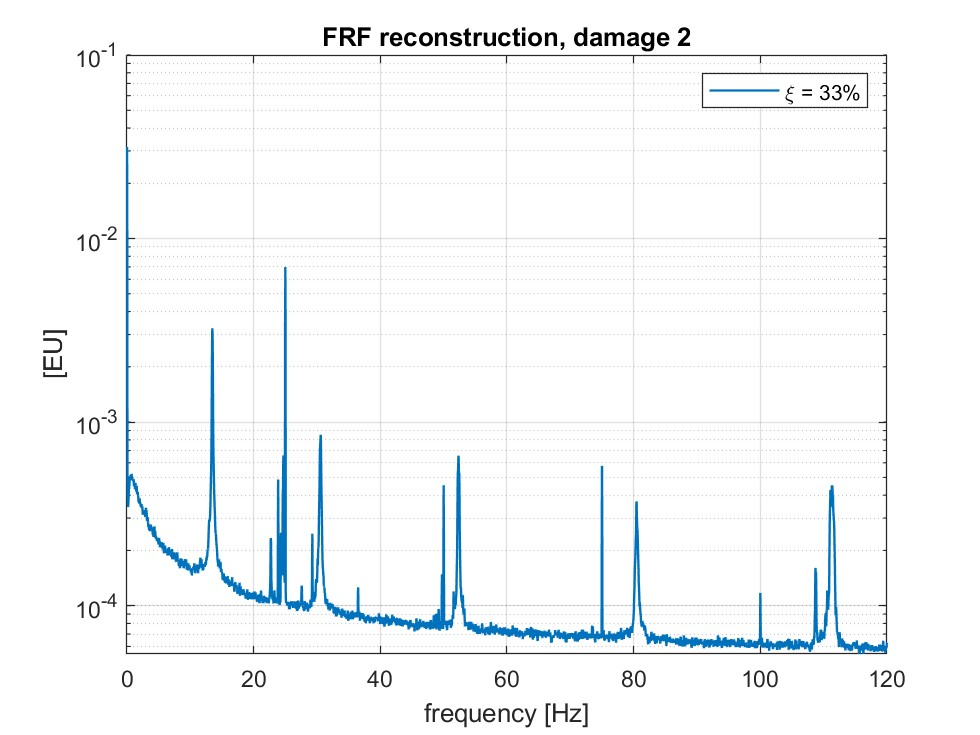 FRF reconstruction, damage 2
ξ = 33%
[EU]
10^-1
10^-2
10^-3
10^-4
0 20 40 60 80 100 120
frequency [Hz]